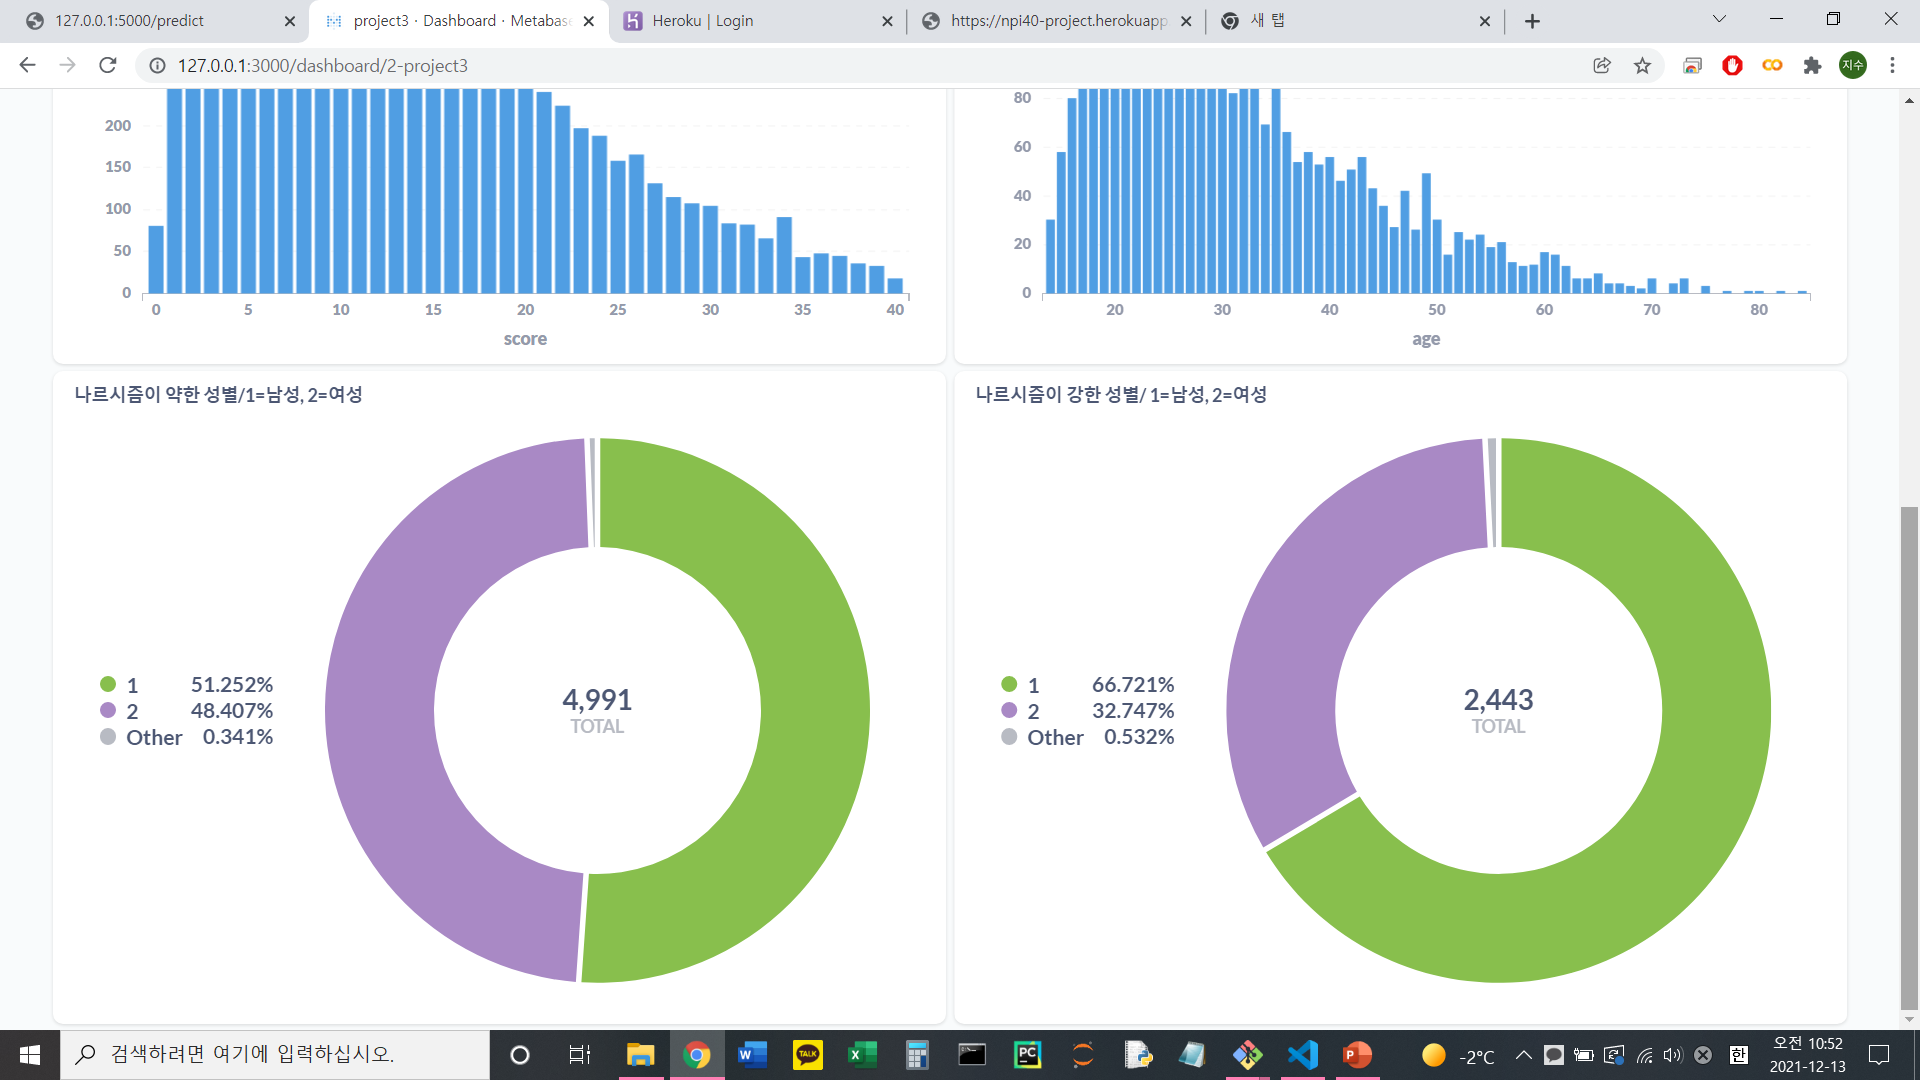 127.0.0.1:5000/predict
project3 · Dashboard · Metabase
Heroku | Login
https://npi40-project.herokuapp
새 탭
127.0.0.1:3000/dashboard/2-project3
지수
200
150
100
50
0
0 5 10 15 20 25 30 35 40
score
80
60
40
20
0
20 30 40 50 60 70 80
age
나르시즘이 약한 성별/1=남성, 2=여성
1 51.252%
2 48.407%
Other 0.341%
4,991
TOTAL
나르시즘이 강한 성별/ 1=남성, 2=여성
1 66.721%
2 32.747%
Other 0.532%
2,443
TOTAL
검색하려면 여기에 입력하십시오.
W
TALK
X
PC
P
-2°C
한
오전 10:52
2021-12-13